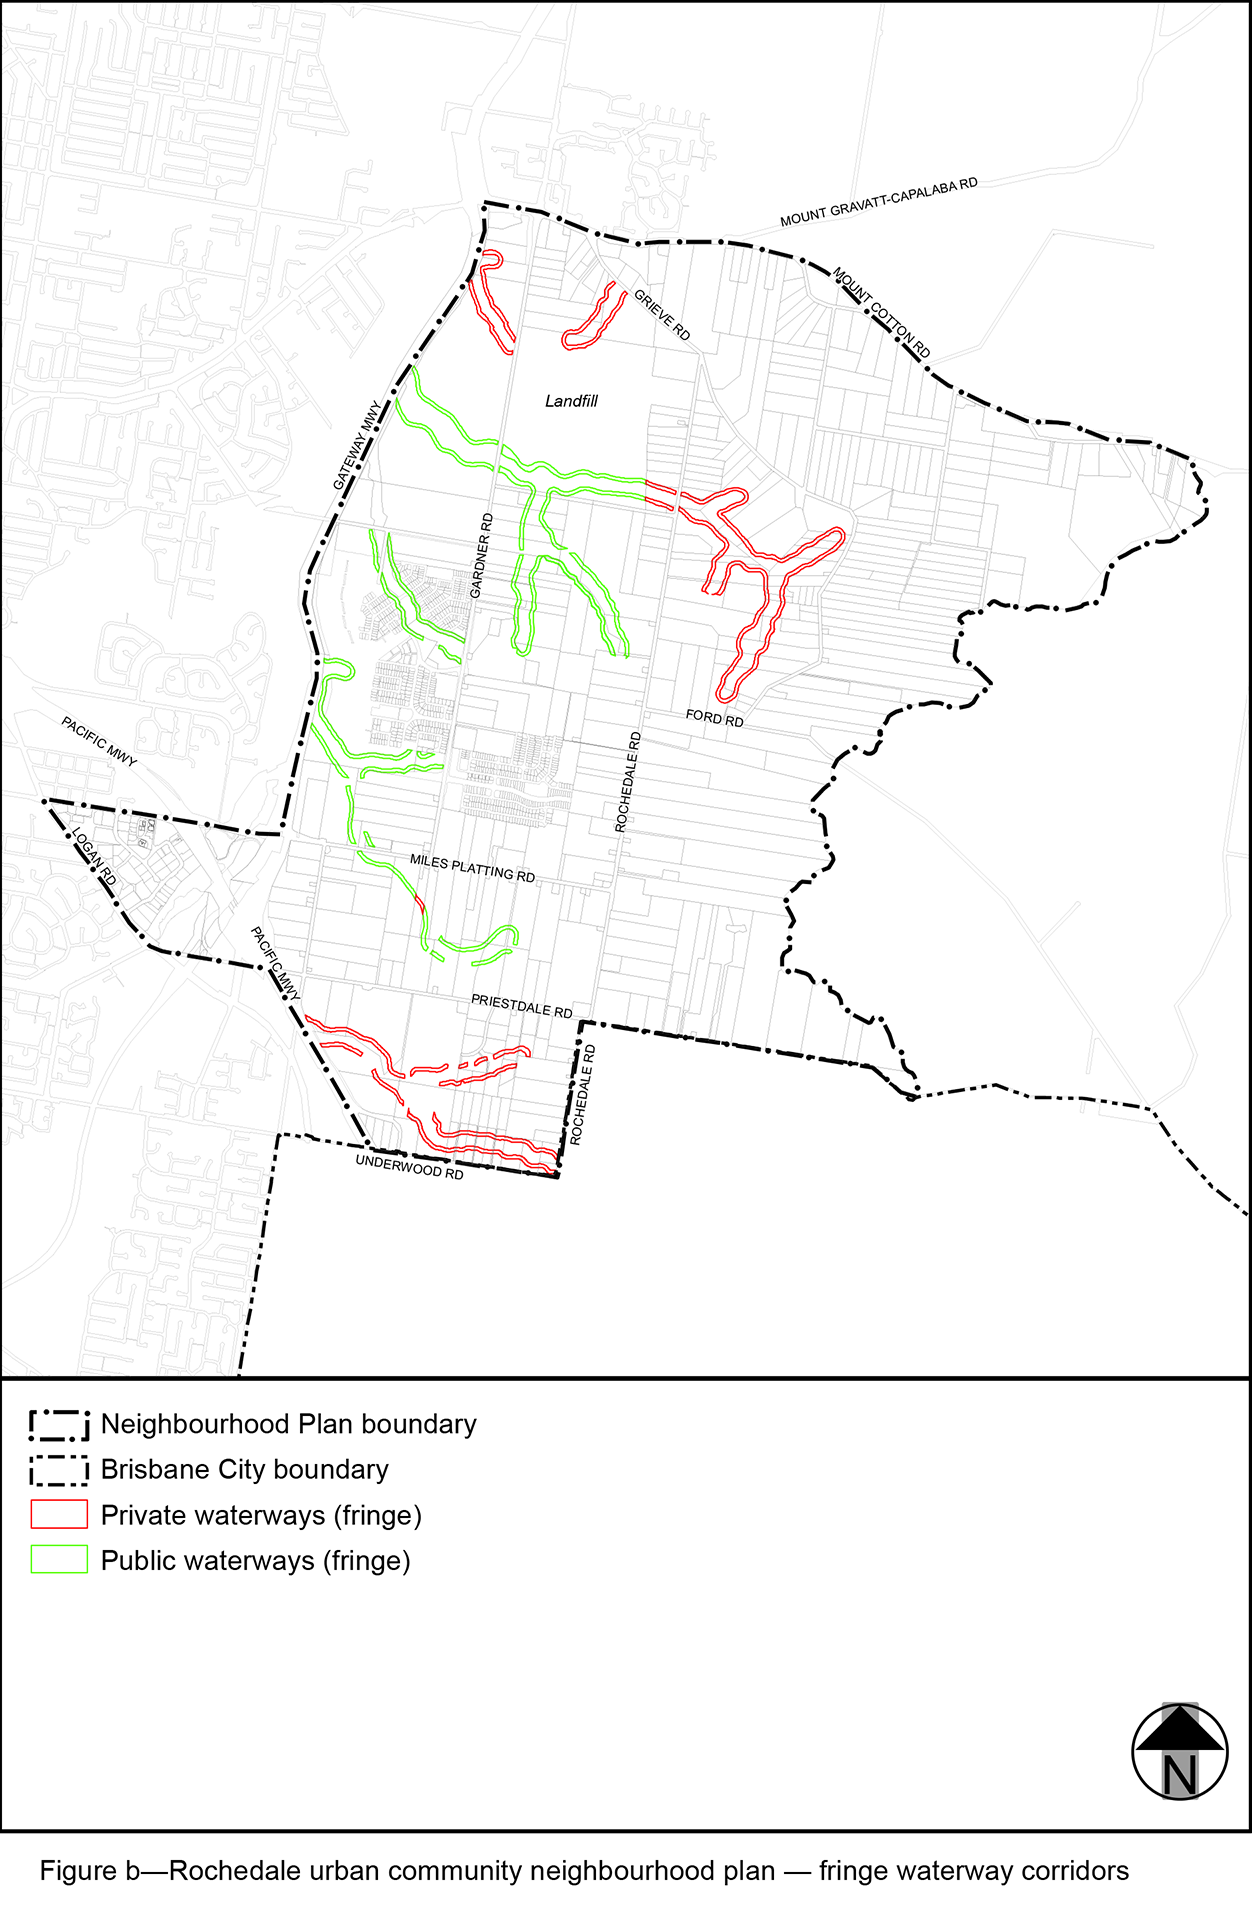 MOUNT GRAVATT-CAPALABA RD
MOUNT COTTON RD
GRIEVE RD
Landfill
GATEWAY MWY
GARDNER RD
FORD RD
PACIFIC MWY
ROCHEDALE RD
LOGAN RD
MILES PLATTING RD
PACIFIC MWY
PRIESTDALE RD
ROCHEDALE RD
UNDERWOOD RD
Neighbourhood Plan boundary
Brisbane City boundary
Private waterways (fringe)
Public waterways (fringe)
N
Figure b—Rochedale urban community neighbourhood plan — fringe waterway corridors